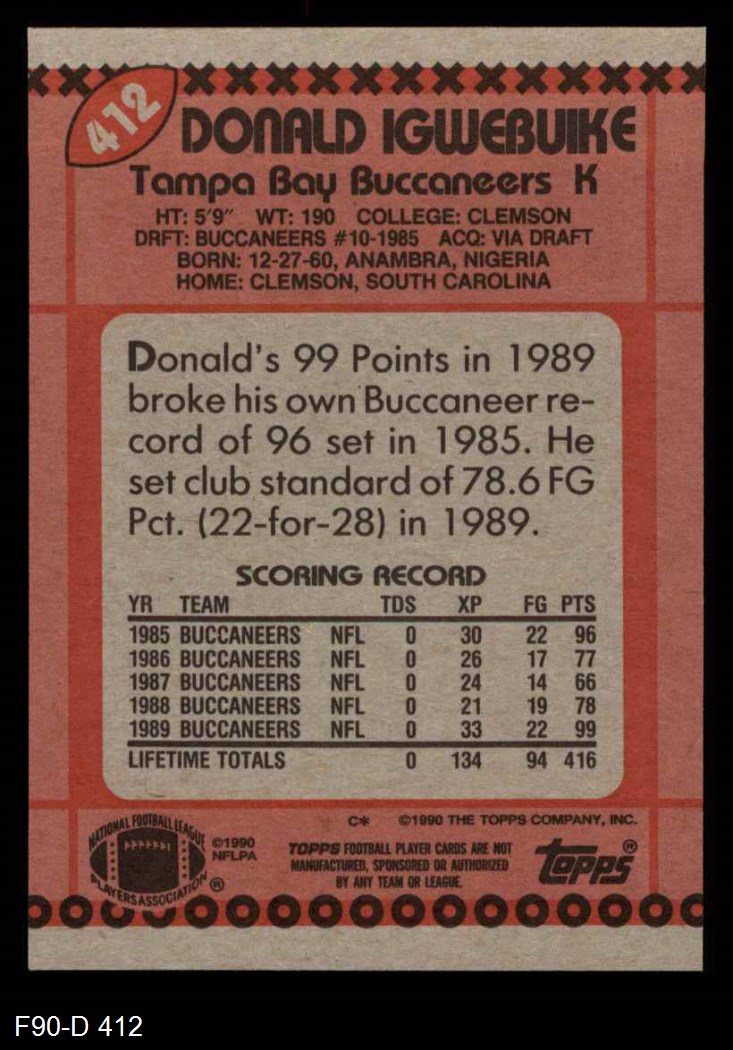 412
DONALD IGWEBUIKE
Tampa Bay Buccaneers K
HT: 5'9" WT: 190 COLLEGE: CLEMSON
DRFT: BUCCANEERS #10-1985 ACQ: VIA DRAFT
BORN: 12-27-60, ANAMBRA, NIGERIA
HOME: CLEMSON, SOUTH CAROLINA
Donald's 99 Points in 1989
broke his own Buccaneer re-
cord of 96 set in 1985. He
set club standard of 78.6 FG
Pct. (22-for-28) in 1989.
SCORING RECORD
YR TEAM TDS XP FG PTS
1985 BUCCANEERS NFL 0 30 22 96
1986 BUCCANEERS NFL 0 26 17 77
1987 BUCCANEERS NFL 0 24 14 66
1988 BUCCANEERS NFL 0 21 19 78
1989 BUCCANEERS NFL 0 33 22 99
LIFETIME TOTALS 0 134 94 416
C* ©1990 THE TOPPS COMPANY, INC.
NATIONAL FOOTBALL LEAGUE
PLAYERS ASSOCIATION ®
©1990
NFLPA
TOPPS FOOTBALL PLAYER CARDS ARE NOT
MANUFACTURED, SPONSORED OR AUTHORIZED
BY ANY TEAM OR LEAGUE.
topps®
F90-D 412